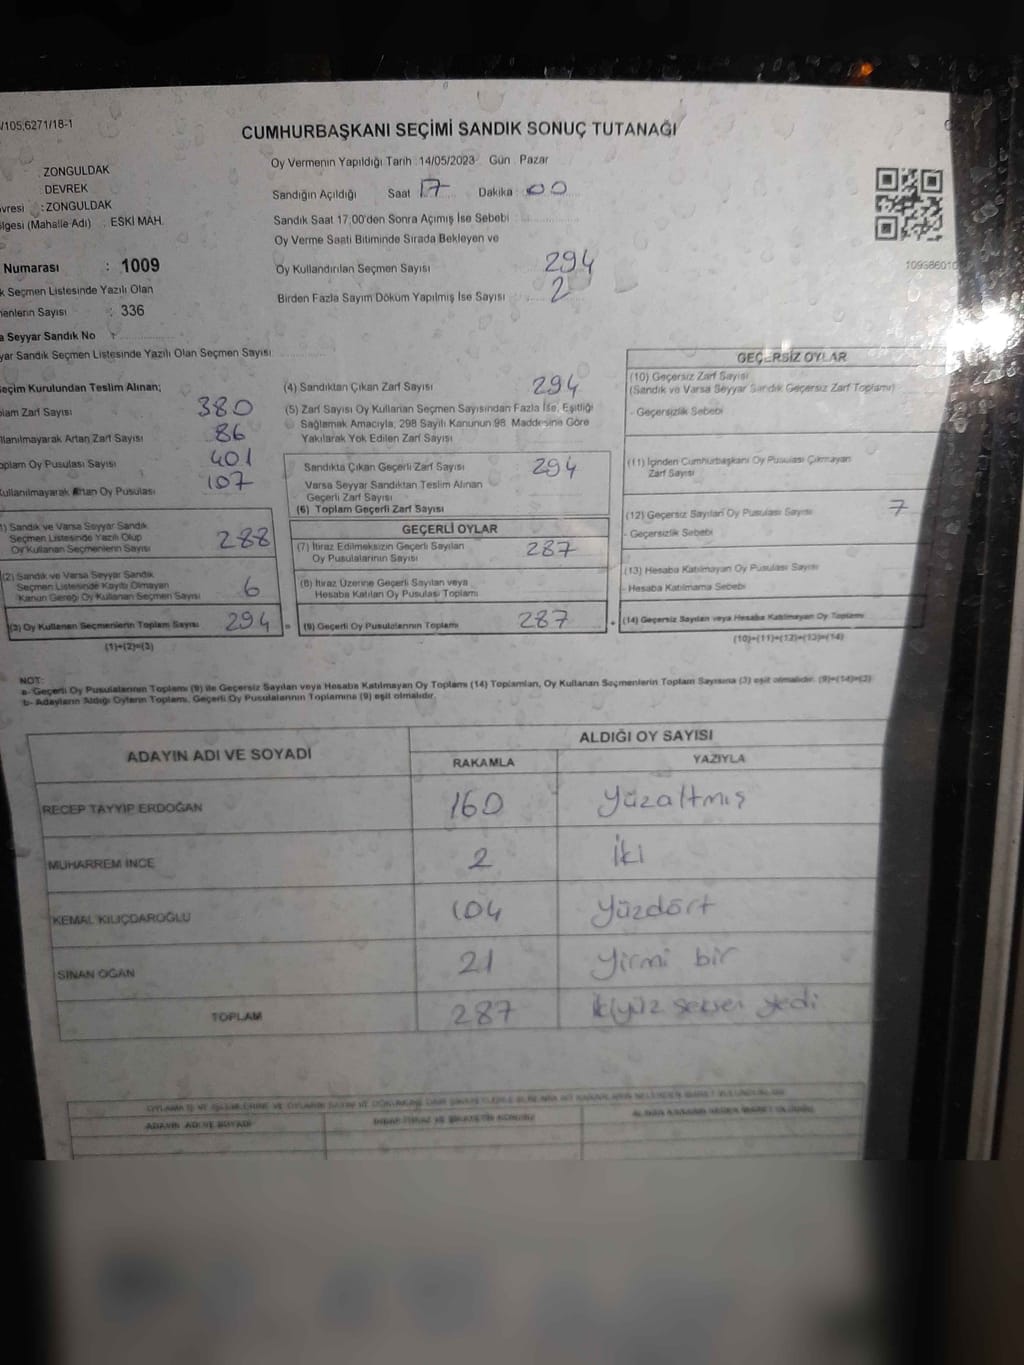 /105;6271/18-1
CUMHURBAŞKANI SEÇİMİ SANDIK SONUÇ TUTANAĞI
Oy Vermenin Yapıldığı Tarih : 14/05/2023 Gün : Pazar
ZONGULDAK
DEVREK
: ZONGULDAK
(Mahalle Adı) : ESKİ MAH.
Numarası : 1009
Seçmen Listesinde Yazılı Olan
Sayısı : 336
Seyyar Sandık No :
Sandık Seçmen Listesinde Yazılı Olan Seçmen Sayısı
Sandığın Açıldığı Saat 17 Dakika 00
Sandık Saat 17,00'den Sonra Açımış İse Sebebi
Oy Verme Saati Bitiminde Sırada Bekleyen ve
Oy Kullandırılan Seçmen Sayısı 294
Birden Fazla Sayım Döküm Yapılmış İse Sayısı : 2
Kurulundan Teslim Alınan;
Zarf Sayısı 380
Artan Zarf Sayısı 86
Oy Pusulası Sayısı 401
Artan Oy Pusulası 107
Sandık ve Varsa Seyyar Sandık
Seçmen Listesinde Yazılı Olup
Oy Kullanan Seçmenlerin Sayısı 288
(2) Sandık ve Varsa Seyyar Sandık
Seçmen Listesinde Kayıtlı Olmayan
Kanun Gereği Oy Kullanan Seçmen Sayısı 6
(3) Oy Kullanan Seçmenlerin Toplam Sayısı 294 =
(1)+(2)=(3)
(4) Sandıktan Çıkan Zarf Sayısı 294
(5) Zarf Sayısı Oy Kullanan Seçmen Sayısından Fazla İse, Eşitliği
Sağlamak Amacıyla, 298 Sayılı Kanunun 98. Maddesine Göre
Yakılarak Yok Edilen Zarf Sayısı
Sandıkta Çıkan Geçerli Zarf Sayısı 294
Varsa Seyyar Sandıktan Teslim Alınan
Geçerli Zarf Sayısı
(6) Toplam Geçerli Zarf Sayısı
GEÇERLİ OYLAR
(7) İtiraz Edilmeksizin Geçerli Sayılan
Oy Pusulalarının Sayısı 287
(8) İtiraz Üzerine Geçerli Sayılan veya
Hesaba Katılan Oy Pusulası Toplamı
(9) Geçerli Oy Pusulalarının Toplamı 287 +
GEÇERSİZ OYLAR
(10) Geçersiz Zarf Sayısı
(Sandık ve Varsa Seyyar Sandık Geçersiz Zarf Toplamı)
- Geçersizlik Sebebi
(11) İçinden Cumhurbaşkanı Oy Pusulası Çıkmayan
Zarf Sayısı
(12) Geçersiz Sayılan Oy Pusulası Sayısı 7
- Geçersizlik Sebebi
(13) Hesaba Katılmayan Oy Pusulası Sayısı
- Hesaba Katılmama Sebebi
(14) Geçersiz Sayılan veya Hesaba Katılmayan Oy Toplamı
(10)+(11)+(12)+(13)=(14)
NOT:
a- Geçerli Oy Pusulalarının Toplamı (9) ile Geçersiz Sayılan veya Hesaba Katılmayan Oy Toplamı (14) Toplamları, Oy Kullanan Seçmenlerin Toplam Sayısına (3) eşit olmalıdır. (9)+(14)=(3)
b- Adayların Aldığı Oyların Toplamı, Geçerli Oy Pusulalarının Toplamına (9) eşit olmalıdır.
ADAYIN ADI VE SOYADI
ALDIĞI OY SAYISI
RAKAMLA YAZIYLA
RECEP TAYYİP ERDOĞAN 160 Yüzaltmış
MUHARREM İNCE 2 İki
KEMAL KILIÇDAROĞLU 104 Yüzdört
SİNAN OĞAN 21 Yirmi bir
TOPLAM 287 İkiyüz seksen yedi
ADAYIN ADI VE SOYADI